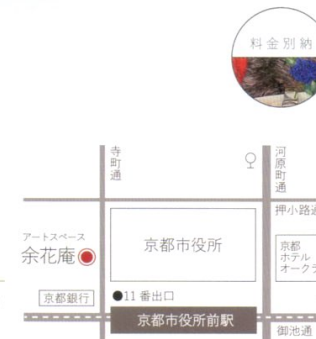 料金別納
寺町通
河原町通
押小路通
アートスペース
余花庵
京都市役所
京都
ホテル
オークラ
京都銀行
11 番出口
京都市役所前駅
御池通